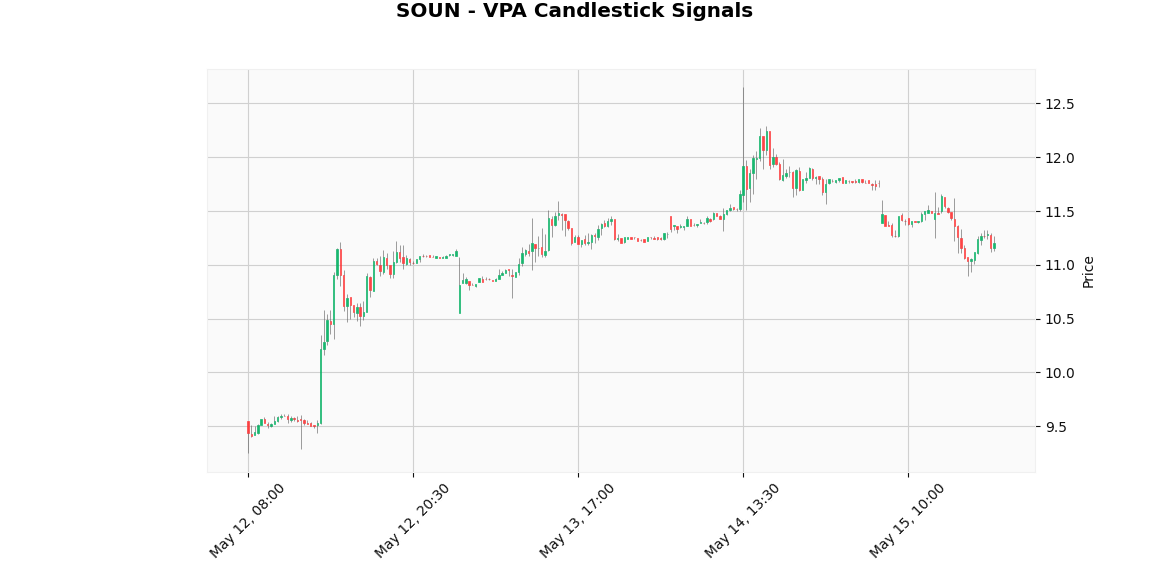 SOUN - VPA Candlestick Signals
12.5
12.0
11.5
11.0
10.5
10.0
9.5
Price
May 12, 08:00
May 12, 20:30
May 13, 17:00
May 14, 13:30
May 15, 10:00